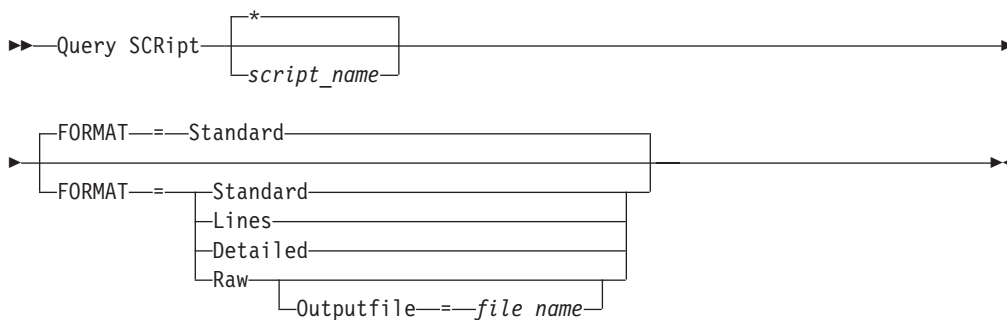 *
Query SCRipt
script_name
FORMAT = Standard
FORMAT = Standard
Lines
Detailed
Raw
Outputfile = file name